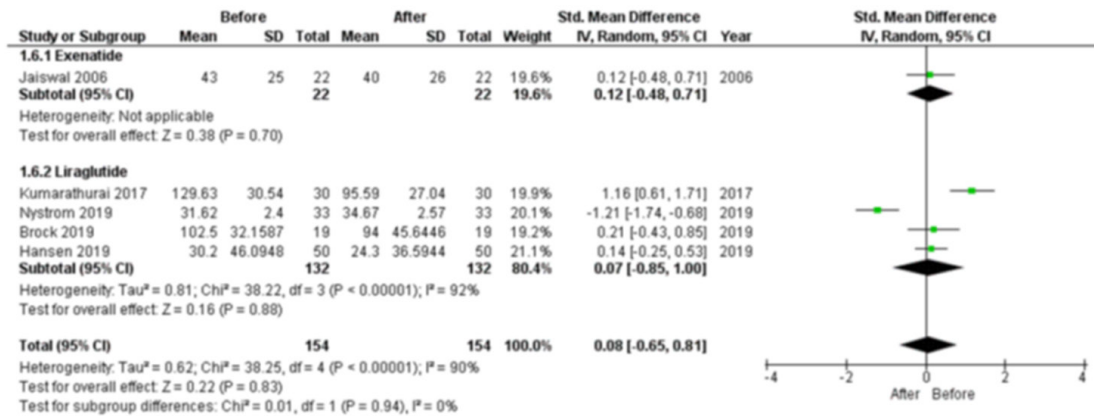 Before After Std. Mean Difference Std. Mean Difference
Study or Subgroup Mean SD Total Mean SD Total Weight IV, Random, 95% CI Year IV, Random, 95% CI
1.6.1 Exenatide
Jaiswal 2006 43 25 22 40 26 22 19.6% 0.12 [-0.48, 0.71] 2006
Subtotal (95% CI) 22 22 19.6% 0.12 [-0.48, 0.71]
Heterogeneity: Not applicable
Test for overall effect: Z = 0.38 (P = 0.70)
1.6.2 Liraglutide
Kumarathurai 2017 129.63 30.54 30 95.59 27.04 30 19.9% 1.16 [0.61, 1.71] 2017
Nystrom 2019 31.62 2.4 33 34.67 2.57 33 20.1% -1.21 [-1.74, -0.68] 2019
Brock 2019 102.5 32.1587 19 94 45.6446 19 19.2% 0.21 [-0.43, 0.85] 2019
Hansen 2019 30.2 46.0948 50 24.3 36.5944 50 21.1% 0.14 [-0.25, 0.53] 2019
Subtotal (95% CI) 132 132 80.4% 0.07 [-0.85, 1.00]
Heterogeneity: Tau² = 0.81; Chi² = 38.22, df = 3 (P < 0.00001); I² = 92%
Test for overall effect: Z = 0.16 (P = 0.88)
Total (95% CI) 154 154 100.0% 0.08 [-0.65, 0.81]
Heterogeneity: Tau² = 0.62; Chi² = 38.25, df = 4 (P < 0.00001); I² = 90%
Test for overall effect: Z = 0.22 (P = 0.83)
Test for subgroup differences: Chi² = 0.01, df = 1 (P = 0.94), I² = 0%
-4 -2 0 2 4
After Before